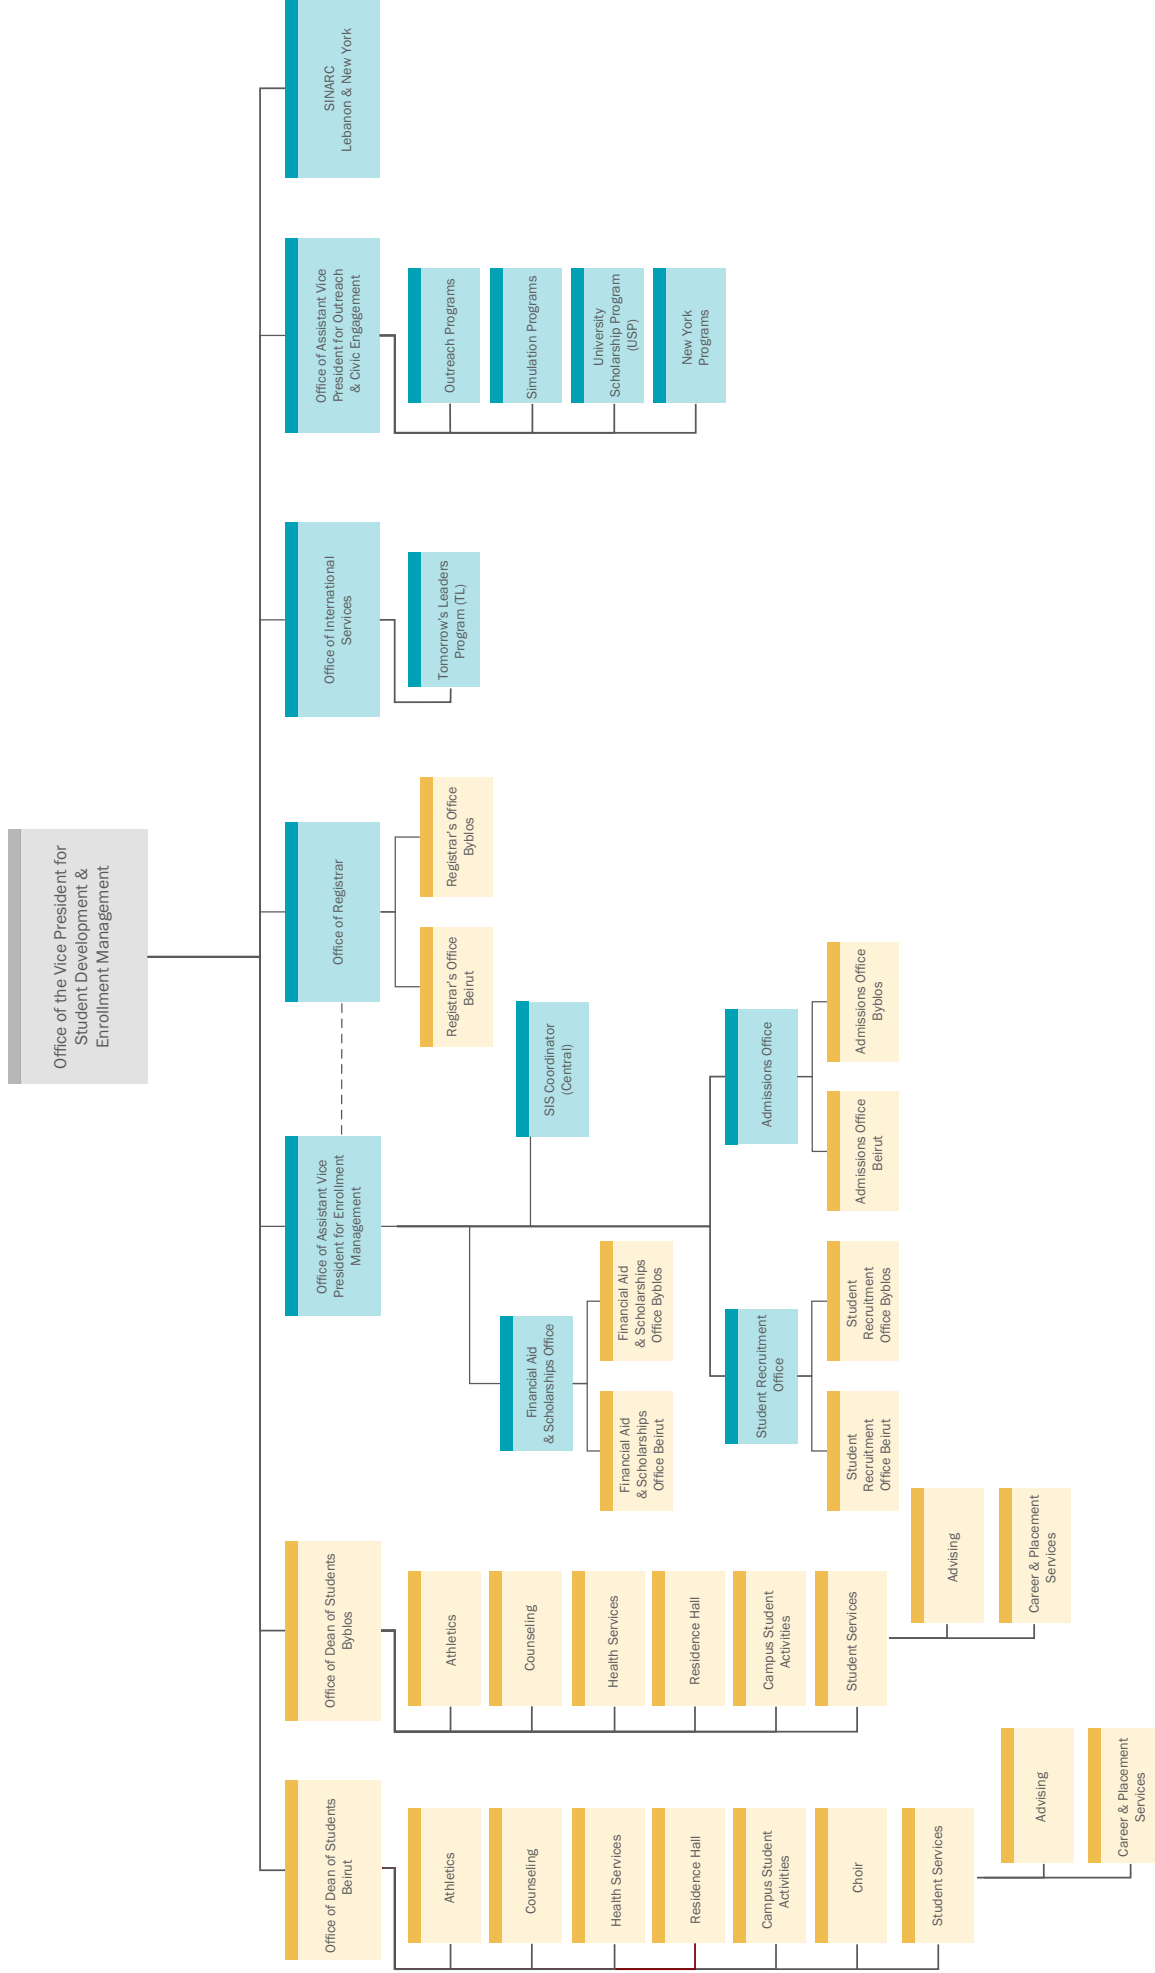 Office of the Vice President for
Student Development &
Enrollment Management
Office of Dean of Students
Beirut
Athletics
Counseling
Health Services
Residence Hall
Campus Student
Activities
Choir
Student Services
Advising
Career & Placement
Services
Office of Dean of Students
Byblos
Athletics
Counseling
Health Services
Residence Hall
Campus Student
Activities
Student Services
Advising
Career & Placement
Services
Office of Assistant Vice
President for Enrollment
Management
Financial Aid
& Scholarships Office
Financial Aid
& Scholarships
Office Beirut
Financial Aid
& Scholarships
Office Byblos
SIS Coordinator
(Central)
Student Recruitment
Office
Student
Recruitment
Office Beirut
Student
Recruitment
Office Byblos
Admissions Office
Admissions Office
Beirut
Admissions Office
Byblos
Office of Registrar
Registrar's Office
Beirut
Registrar's Office
Byblos
Office of International
Services
Tomorrow's Leaders
Program (TL)
Office of Assistant Vice
President for Outreach
& Civic Engagement
Outreach Programs
Simulation Programs
University
Scholarship Program
(USP)
New York
Programs
SINARC
Lebanon & New York